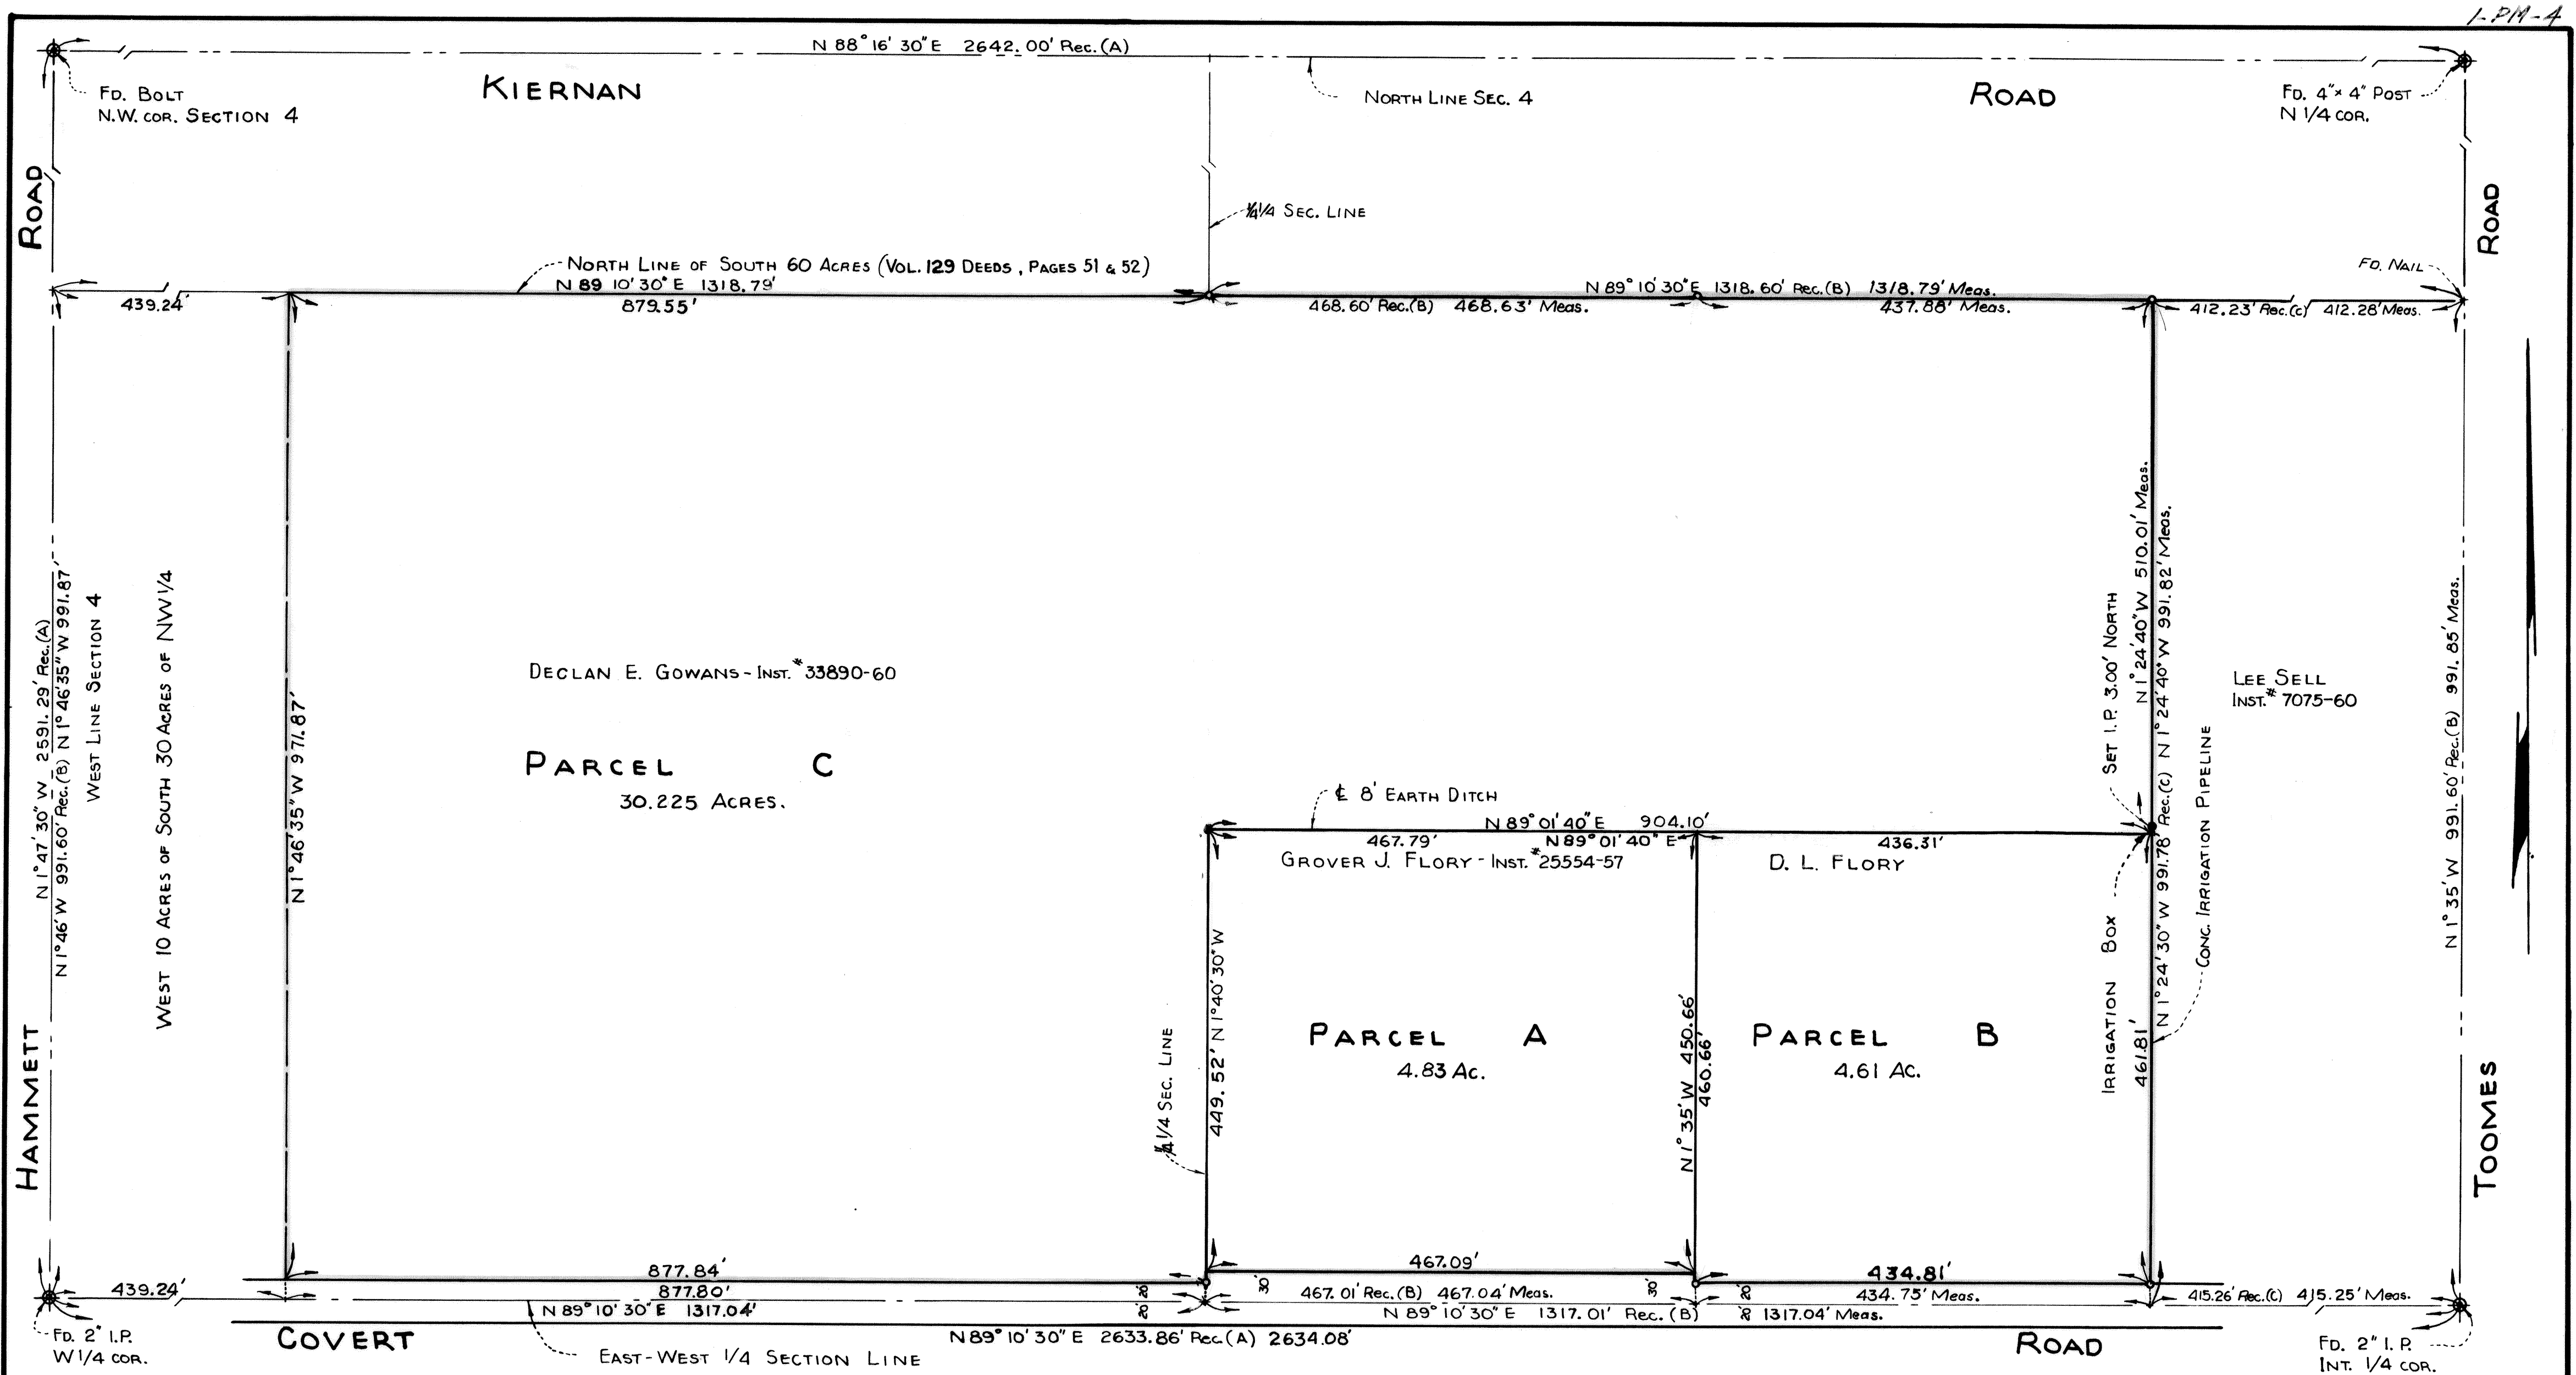 1-PM-4
N 88° 16' 30" E 2642.00' Rec.(A)
FD. BOLT
N.W. COR. SECTION 4
KIERNAN
NORTH LINE SEC. 4
ROAD
FD. 4"x 4" POST
N 1/4 COR.
ROAD
1/4 1/4 SEC. LINE
ROAD
NORTH LINE OF SOUTH 60 ACRES (VOL. 129 DEEDS, PAGES 51 & 52)
N 89 10' 30" E 1318.79'
439.24'
879.55'
N 89° 10' 30" E 1318.60' Rec.(B) 1318.79' Meas.
468.60' Rec.(B) 468.63' Meas.
437.88' Meas.
FD. NAIL
412.23' Rec.(C) 412.28' Meas.
N 1° 47' 30" W 2591.29' Rec.(A)
N 1° 46' W 991.60' Rec.(B) N 1° 46' 35" W 991.87'
WEST LINE SECTION 4
WEST 10 ACRES OF SOUTH 30 ACRES OF NW 1/4
N 1° 46' 35" W 971.87'
DECLAN E. GOWANS - INST. # 33890-60
PARCEL C
30.225 ACRES.
SET I.P. 3.00' NORTH
N 1° 24' 40" W 510.01' Meas.
N 1° 24' 30" W 991.78' Rec.(C) N 1° 24' 40" W 991.82' Meas.
LEE SELL
INST. # 7075-60
N 1° 35' W 991.60' Rec.(B) 991.85' Meas.
℄ 8' EARTH DITCH
N 89° 01' 40" E 904.10'
467.79'
N 89° 01' 40" E
436.31'
GROVER J. FLORY - INST. # 25554-57
D. L. FLORY
449.52' N 1° 40' 30" W
1/4 1/4 SEC. LINE
PARCEL A
4.83 AC.
N 1° 35' W 450.66'
460.66'
PARCEL B
4.61 AC.
IRRIGATION BOX
461.81'
CONC. IRRIGATION PIPELINE
HAMMETT
TOOMES
439.24'
877.84'
877.80'
N 89° 10' 30" E 1317.04'
20'
20'
467.09'
30'
30'
467.01' Rec.(B) 467.04' Meas.
N 89° 10' 30" E 1317.01' Rec.(B)
1317.04' Meas.
434.81'
20'
20'
434.75' Meas.
415.26' Rec.(C) 415.25' Meas.
FD. 2" I.P.
W 1/4 COR.
COVERT
EAST-WEST 1/4 SECTION LINE
N 89° 10' 30" E 2633.86' Rec.(A) 2634.08'
ROAD
FD. 2" I.P.
INT. 1/4 COR.